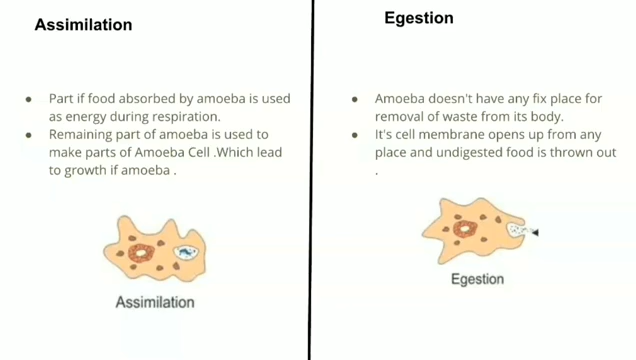 Assimilation
● Part if food absorbed by amoeba is used
as energy during respiration.
● Remaining part of amoeba is used to
make parts of Amoeba Cell .Which lead
to growth if amoeba .
Assimilation
Egestion
● Amoeba doesn't have any fix place for
removal of waste from its body.
● It's cell membrane opens up from any
place and undigested food is thrown out
.
Egestion